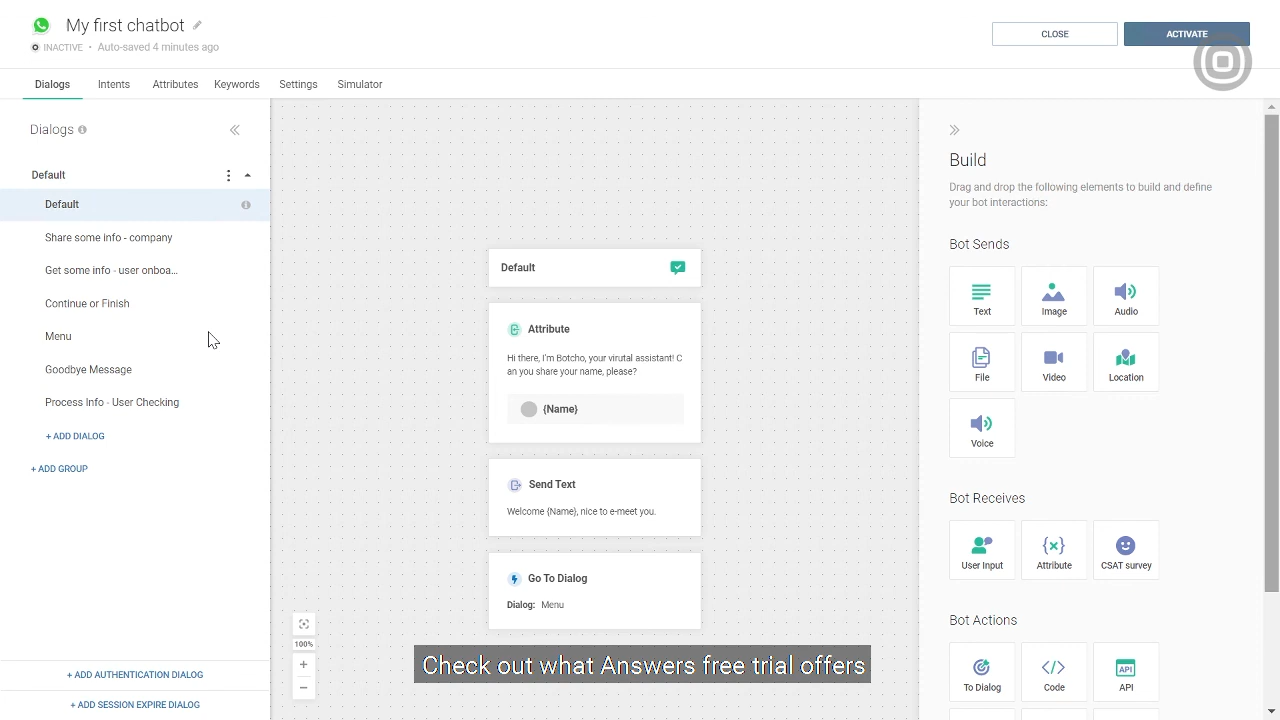 My first chatbot
INACTIVE • Auto-saved 4 minutes ago
CLOSE
ACTIVATE
Dialogs
Intents
Attributes
Keywords
Settings
Simulator
Dialogs
Default
Default
Share some info - company
Get some info - user onboa...
Continue or Finish
Menu
Goodbye Message
Process Info - User Checking
+ ADD DIALOG
+ ADD GROUP
+ ADD AUTHENTICATION DIALOG
+ ADD SESSION EXPIRE DIALOG
Default
Attribute
Hi there, I'm Botcho, your virutal assistant! C
an you share your name, please?
{Name}
Send Text
Welcome {Name}, nice to e-meet you.
Go To Dialog
Dialog: Menu
100%
Check out what Answers free trial offers
Build
Drag and drop the following elements to build and define
your bot interactions:
Bot Sends
Text
Image
Audio
File
Video
Location
Voice
Bot Receives
User Input
Attribute
CSAT survey
Bot Actions
To Dialog
Code
API
API